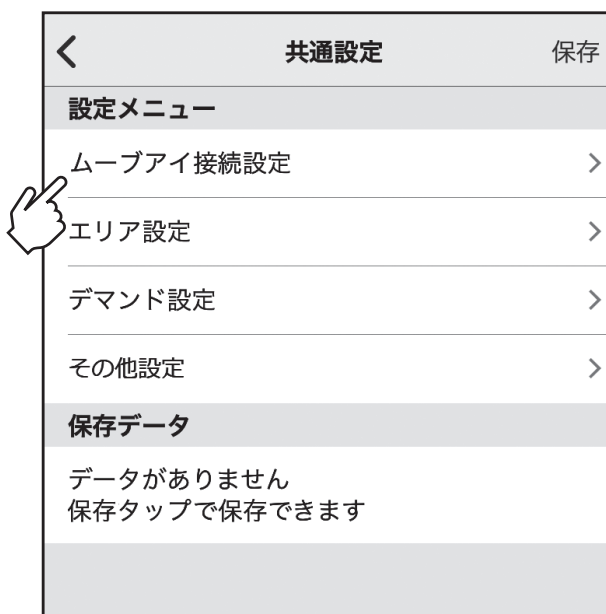 共通設定
保存
設定メニュー
ムーブアイ接続設定
エリア設定
デマンド設定
その他設定
保存データ
データがありません
保存タップで保存できます